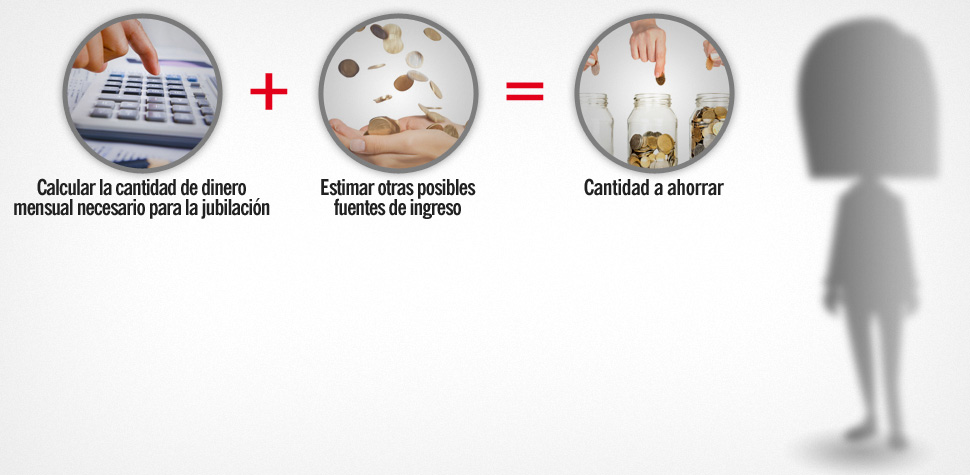 Calcular la cantidad de dinero
mensual necesario para la jubilación
+
Estimar otras posibles
fuentes de ingreso
=
Cantidad a ahorrar